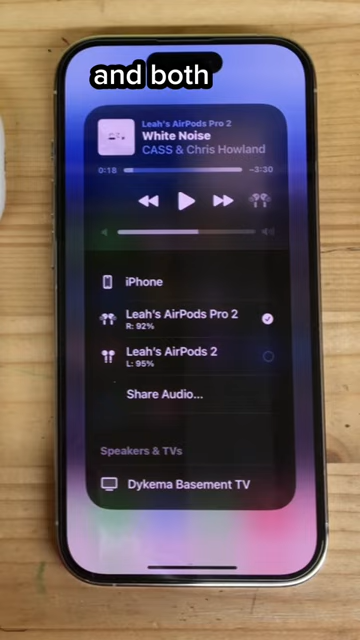 and both
Leah's AirPods Pro 2
White Noise
CASS & Chris Howland
0:18
-3:30
iPhone
Leah's AirPods Pro 2
R: 92%
Leah's AirPods 2
L: 95%
Share Audio...
Speakers & TVs
Dykema Basement TV